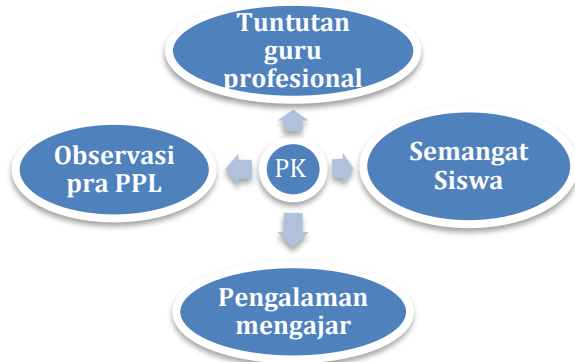 Tuntutan
guru
profesional
Observasi
pra PPL
PK
Semangat
Siswa
Pengalaman
mengajar